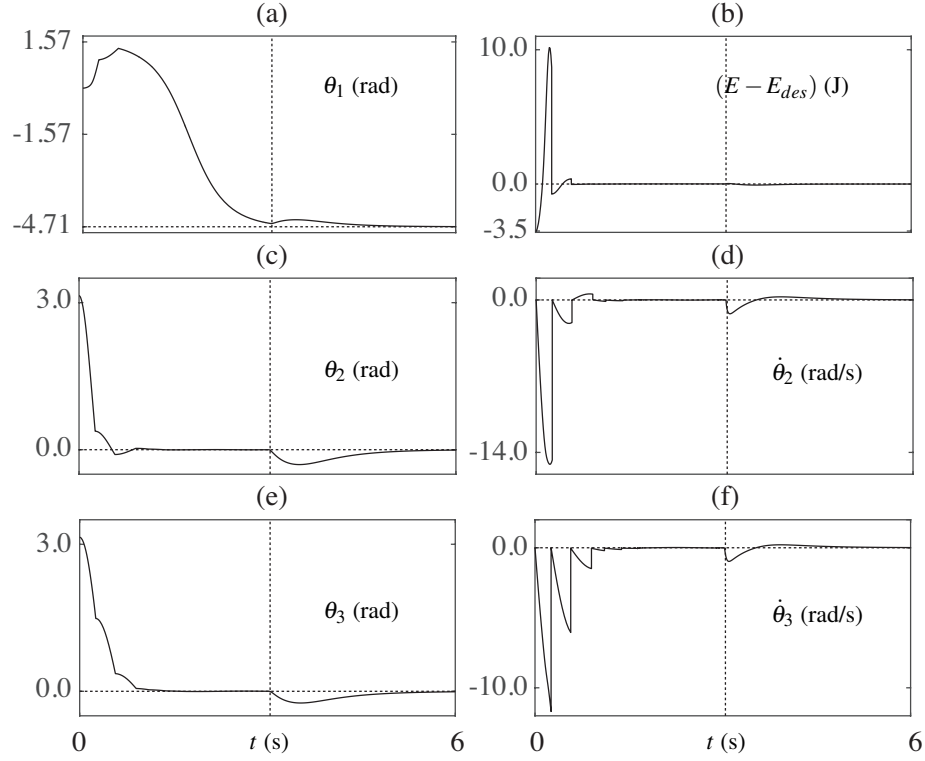 (a)
1.57
-1.57
-4.71
θ₁ (rad)
(b)
10.0
0.0
-3.5
(E − E_des) (J)
(c)
3.0
0.0
θ₂ (rad)
(d)
0.0
-14.0
θ̇₂ (rad/s)
(e)
3.0
0.0
θ₃ (rad)
0
t (s)
6
(f)
0.0
-10.0
θ̇₃ (rad/s)
0
t (s)
6